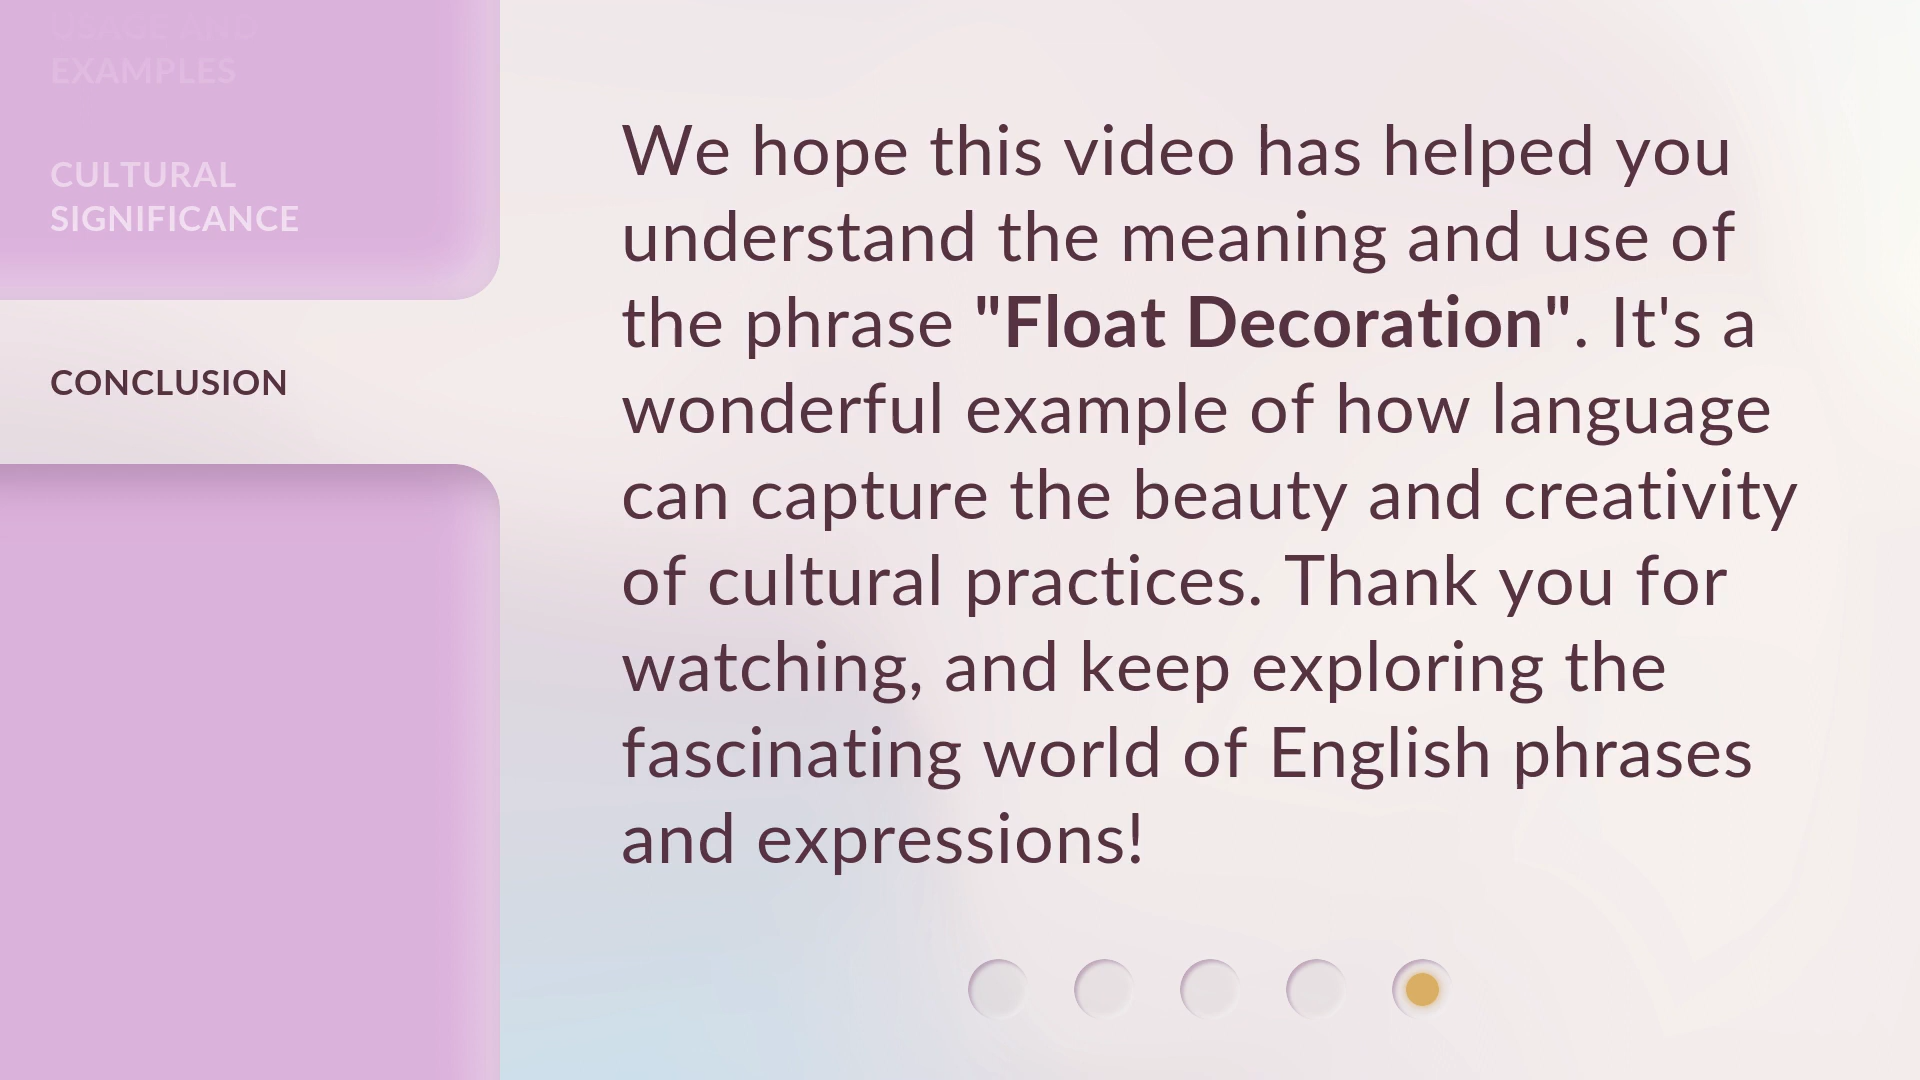 USAGE AND
EXAMPLES
CULTURAL
SIGNIFICANCE
CONCLUSION
We hope this video has helped you
understand the meaning and use of
the phrase "Float Decoration". It's a
wonderful example of how language
can capture the beauty and creativity
of cultural practices. Thank you for
watching, and keep exploring the
fascinating world of English phrases
and expressions!